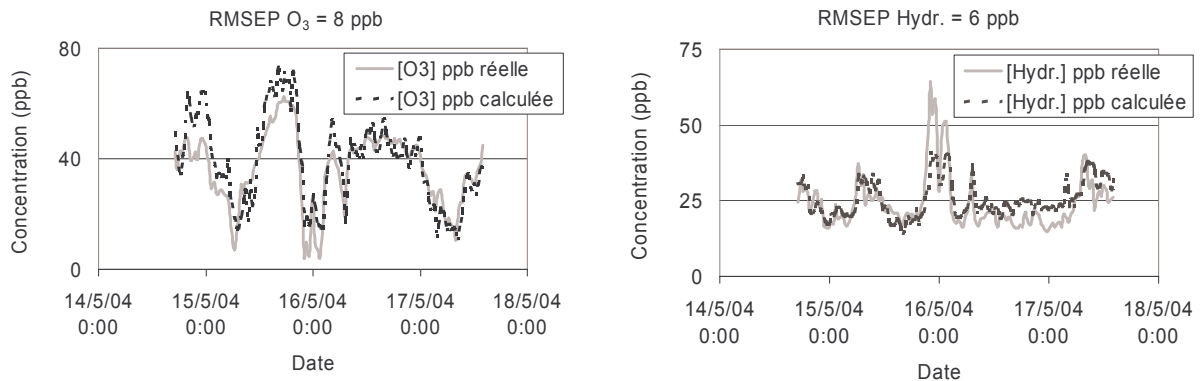 RMSEP O₃ = 8 ppb
80
40
0
Concentration (ppb)
[O3] ppb réelle
[O3] ppb calculée
14/5/04 15/5/04 16/5/04 17/5/04 18/5/04
0:00 0:00 0:00 0:00 0:00
Date
RMSEP Hydr. = 6 ppb
75
50
25
0
Concentration (ppb)
[Hydr.] ppb réelle
[Hydr.] ppb calculée
14/5/04 15/5/04 16/5/04 17/5/04 18/5/04
0:00 0:00 0:00 0:00 0:00
Date